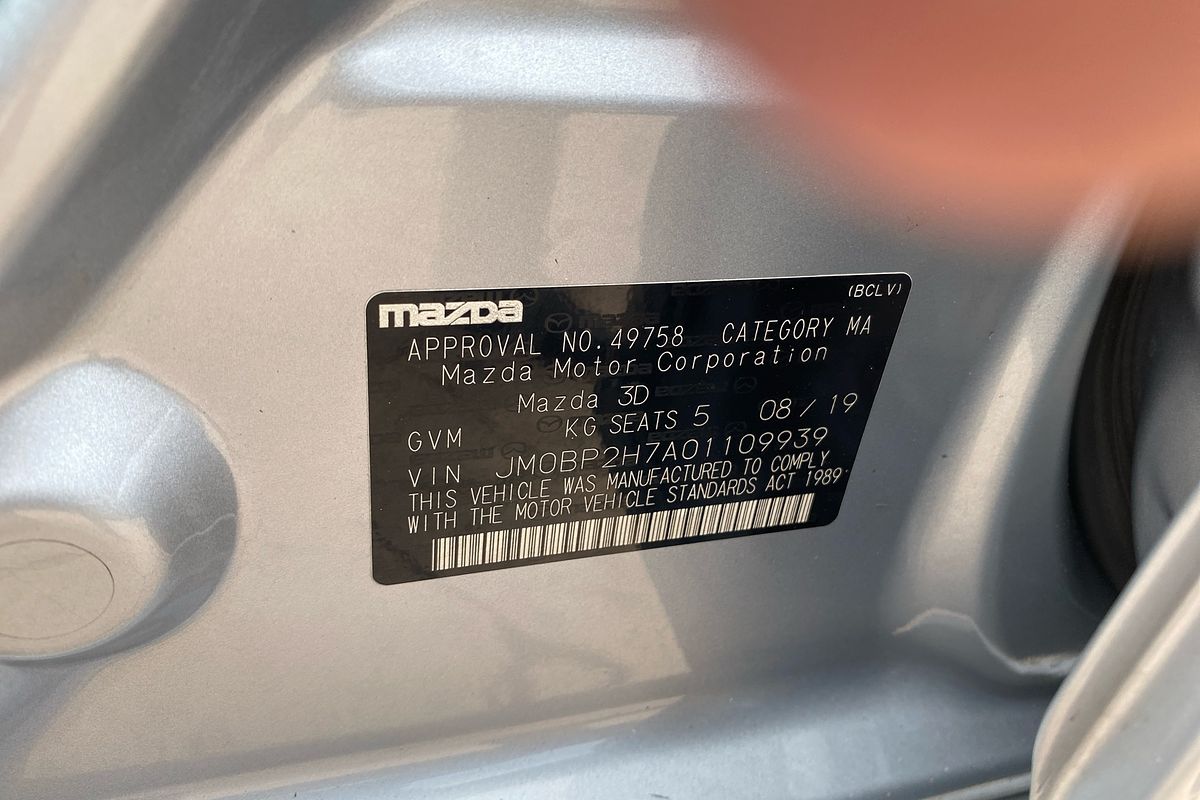 (BCLV)
mazda
APPROVAL NO.49758 CATEGORY MA
Mazda Motor Corporation
Mazda 3D
GVM KG SEATS 5 08/19
VIN JM0BP2H7A01109939
THIS VEHICLE WAS MANUFACTURED TO COMPLY
WITH THE MOTOR VEHICLE STANDARDS ACT 1989.